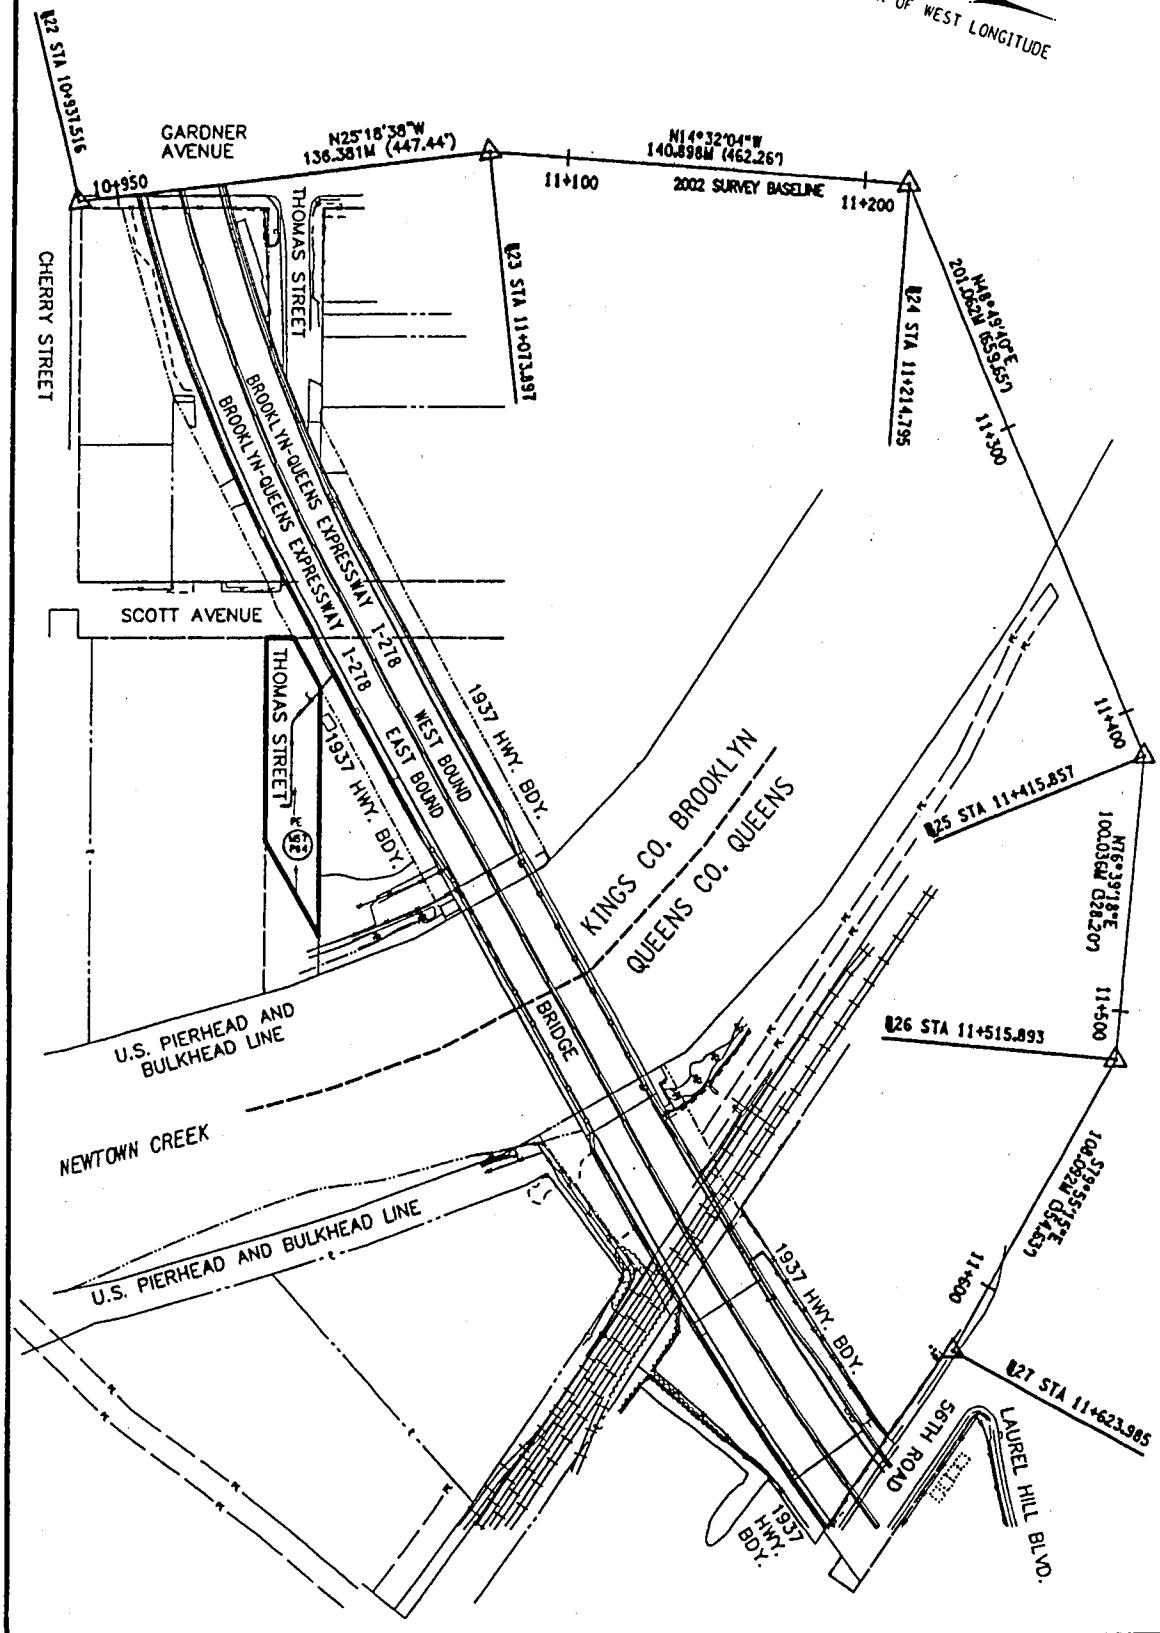 OF WEST LONGITUDE
22 STA 10+937.516
GARDNER
AVENUE
N25°18'38"W
136.381M (447.44')
N14°32'04"W
140.898M (462.26')
10+950
11+100
2002 SURVEY BASELINE
11+200
THOMAS STREET
CHERRY STREET
23 STA 11+073.897
24 STA 11+214.795
N48°49'40"E
201.062M (659.65')
11+300
BROOKLYN-QUEENS EXPRESSWAY I-278
WEST BOUND
BROOKLYN-QUEENS EXPRESSWAY I-278
EAST BOUND
SCOTT AVENUE
THOMAS STREET
1937 HWY. BDY.
1937 HWY. BDY.
11+400
25 STA 11+415.857
KINGS CO. BROOKLYN
QUEENS CO. QUEENS
N76°39'18"E
100.036M (328.20')
11+500
26 STA 11+515.893
BRIDGE
U.S. PIERHEAD AND
BULKHEAD LINE
NEWTOWN CREEK
U.S. PIERHEAD AND BULKHEAD LINE
S79°55'15"E
108.092M (354.63')
11+600
1937 HWY. BDY.
27 STA 11+623.985
56TH ROAD
LAUREL HILL BLVD.
1937
HWY.
BDY.